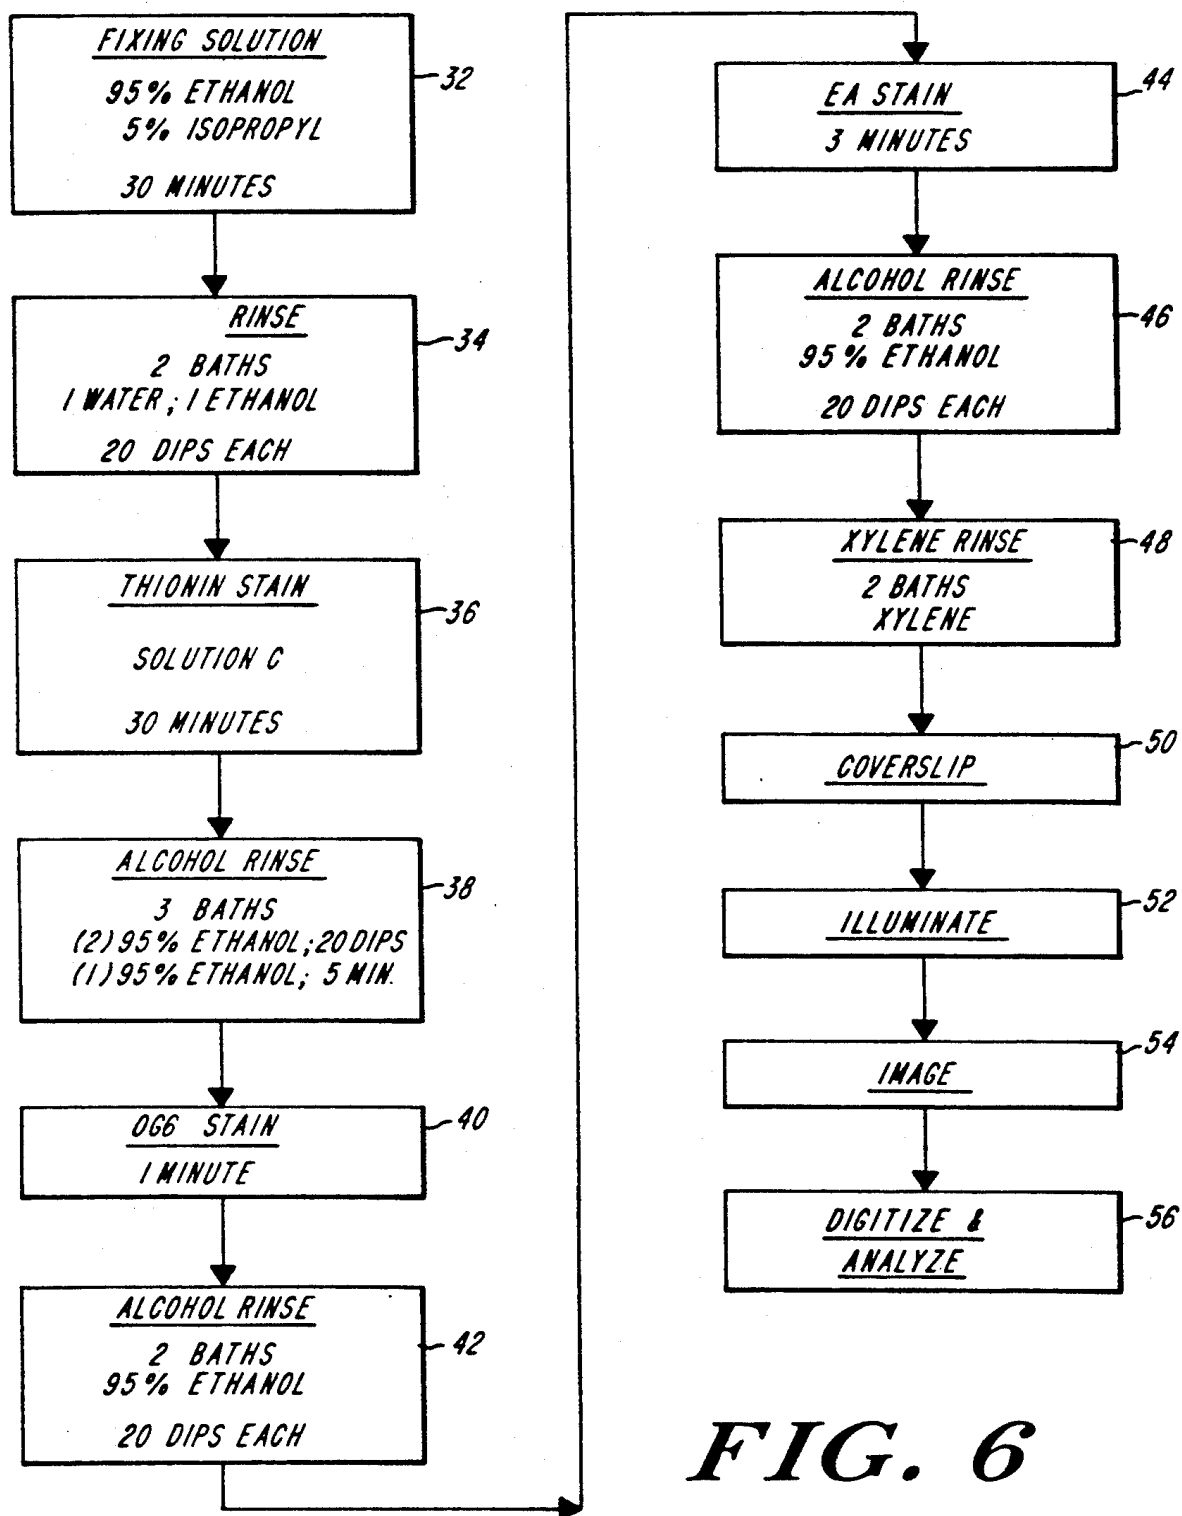 FIXING SOLUTION
95% ETHANOL
5% ISOPROPYL
30 MINUTES
32
RINSE
2 BATHS
1 WATER; 1 ETHANOL
20 DIPS EACH
34
THIONIN STAIN
SOLUTION C
30 MINUTES
36
ALCOHOL RINSE
3 BATHS
(2) 95% ETHANOL; 20 DIPS
(1) 95% ETHANOL; 5 MIN.
38
OG6 STAIN
1 MINUTE
40
ALCOHOL RINSE
2 BATHS
95% ETHANOL
20 DIPS EACH
42
EA STAIN
3 MINUTES
44
ALCOHOL RINSE
2 BATHS
95% ETHANOL
20 DIPS EACH
46
XYLENE RINSE
2 BATHS
XYLENE
48
COVERSLIP
50
ILLUMINATE
52
IMAGE
54
DIGITIZE &
ANALYZE
56
FIG. 6